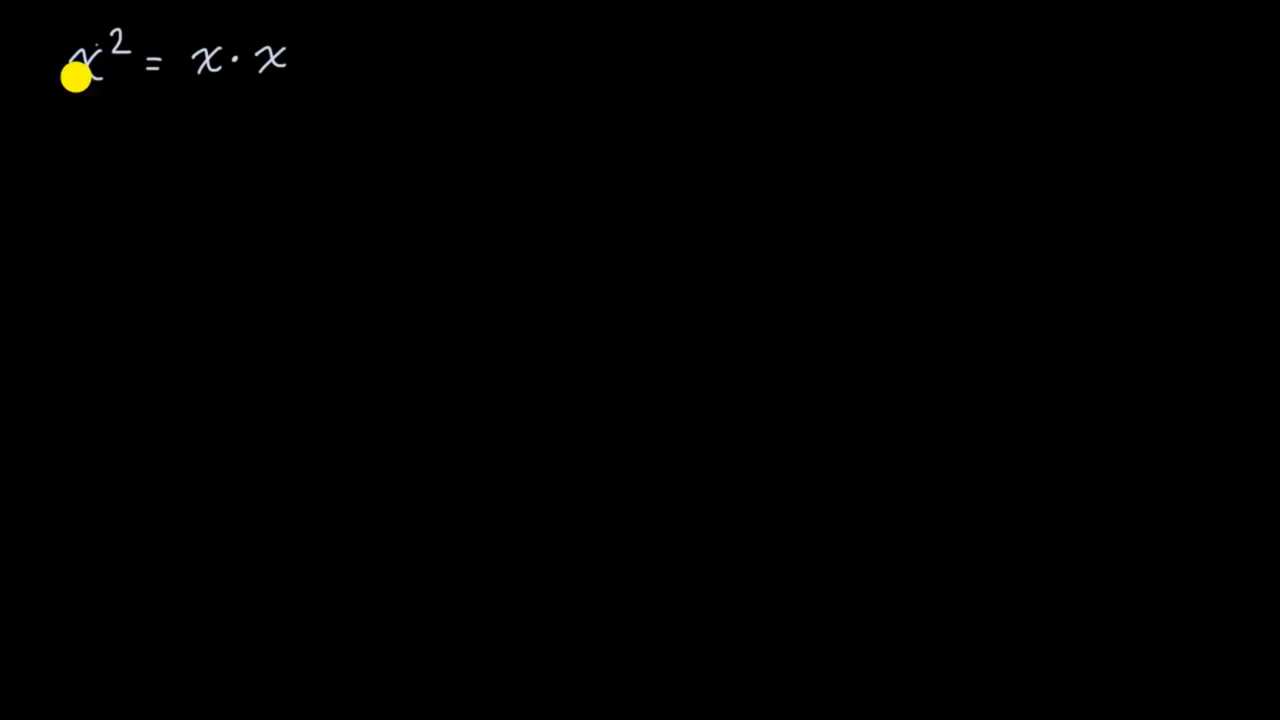 x² = x · x